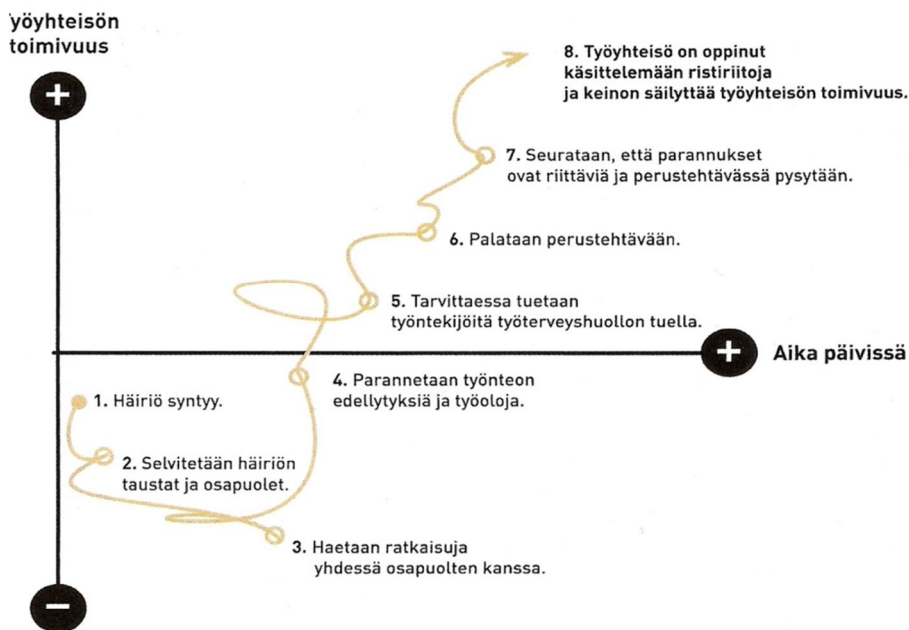 yöyhteisön
toimivuus
+
8. Työyhteisö on oppinut
käsittelemään ristiriitoja
ja keinon säilyttää työyhteisön toimivuus.
7. Seurataan, että parannukset
ovat riittäviä ja perustehtävässä pysytään.
6. Palataan perustehtävään.
5. Tarvittaessa tuetaan
työntekijöitä työterveyshuollon tuella.
+ Aika päivissä
4. Parannetaan työnteon
edellytyksiä ja työoloja.
1. Häiriö syntyy.
2. Selvitetään häiriön
taustat ja osapuolet.
3. Haetaan ratkaisuja
yhdessä osapuolten kanssa.
−